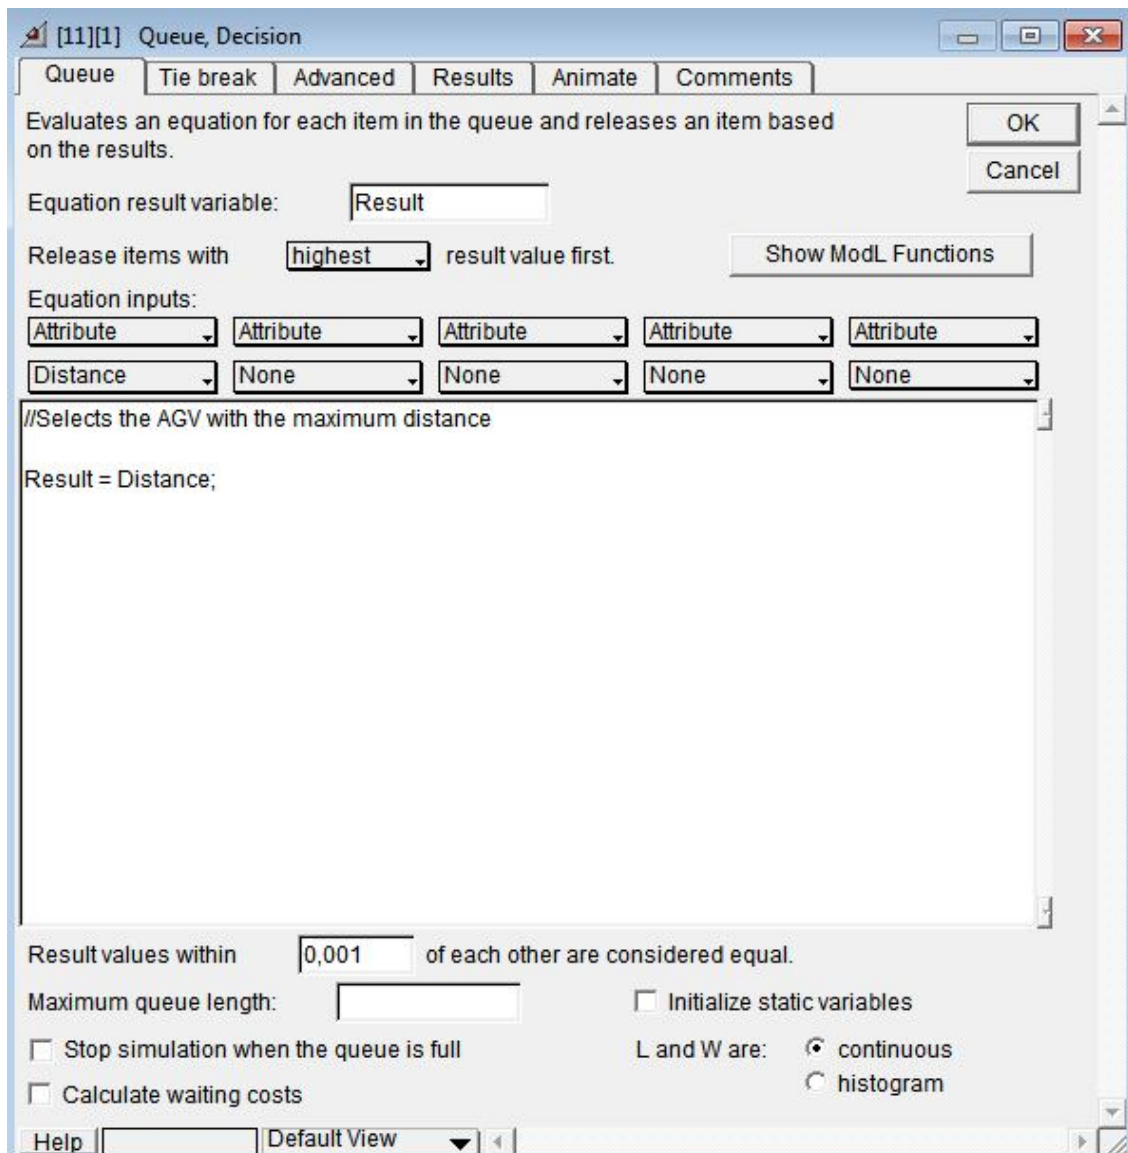 [11][1] Queue, Decision
Queue Tie break Advanced Results Animate Comments
Evaluates an equation for each item in the queue and releases an item based
on the results.
OK
Cancel
Equation result variable: Result
Release items with highest result value first. Show ModL Functions
Equation inputs:
Attribute Attribute Attribute Attribute Attribute
Distance None None None None
//Selects the AGV with the maximum distance
Result = Distance;
Result values within 0,001 of each other are considered equal.
Maximum queue length: Initialize static variables
Stop simulation when the queue is full L and W are: continuous
histogram
Calculate waiting costs
Help Default View